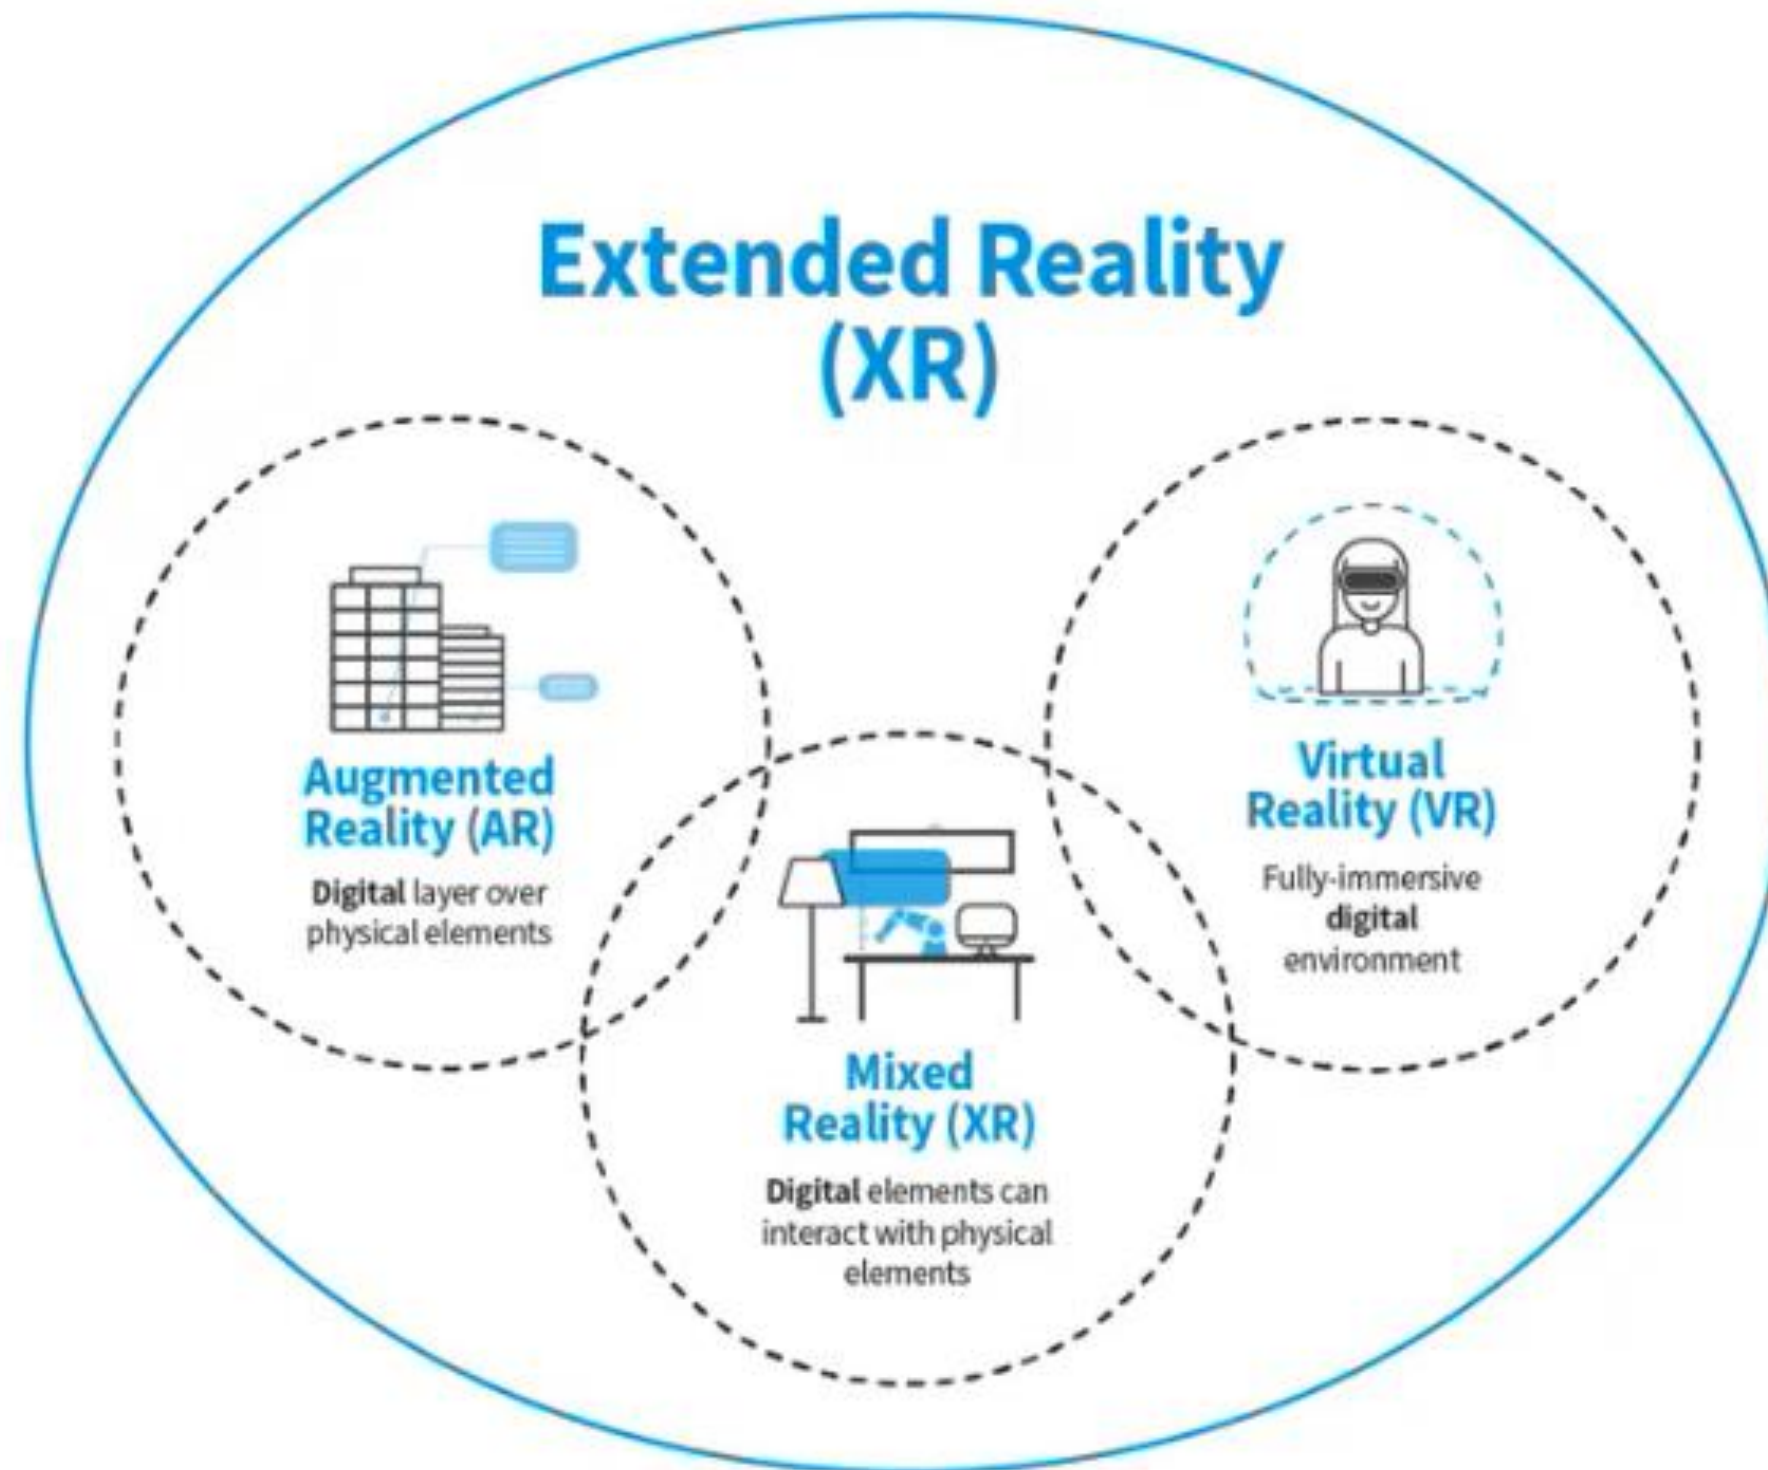 Extended Reality
(XR)
Augmented
Reality (AR)
Digital layer over
physical elements
Virtual
Reality (VR)
Fully-immersive
digital
environment
Mixed
Reality (XR)
Digital elements can
interact with physical
elements